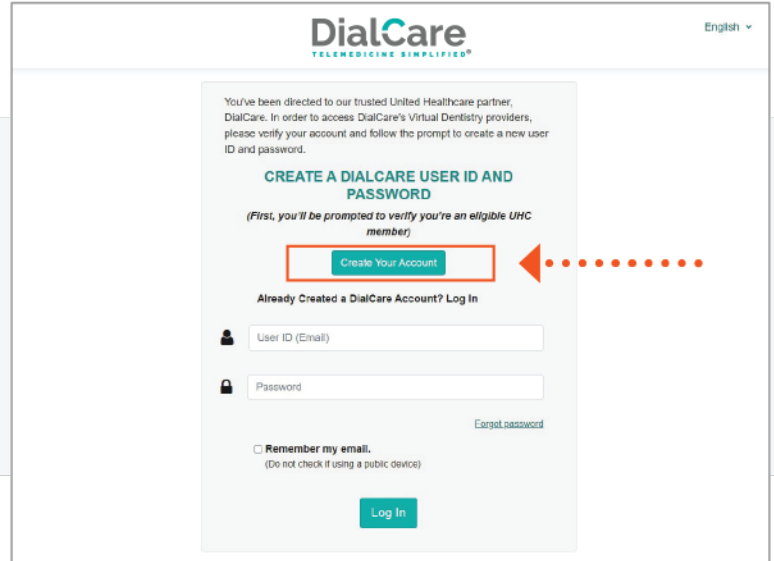 DialCare
TELEMEDICINE SIMPLIFIED®
English
You've been directed to our trusted United Healthcare partner,
DialCare. In order to access DialCare's Virtual Dentistry providers,
please verify your account and follow the prompt to create a new user
ID and password.
CREATE A DIALCARE USER ID AND
PASSWORD
(First, you'll be prompted to verify you're an eligible UHC
member)
Create Your Account
Already Created a DialCare Account? Log In
User ID (Email)
Password
Forgot password
Remember my email.
(Do not check if using a public device)
Log In